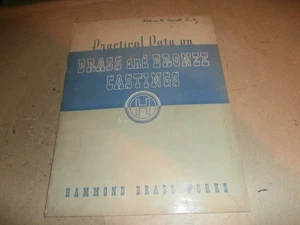 Practical Data on
BRASS and BRONZE
CASTINGS
H
HAMMOND BRASS WORKS